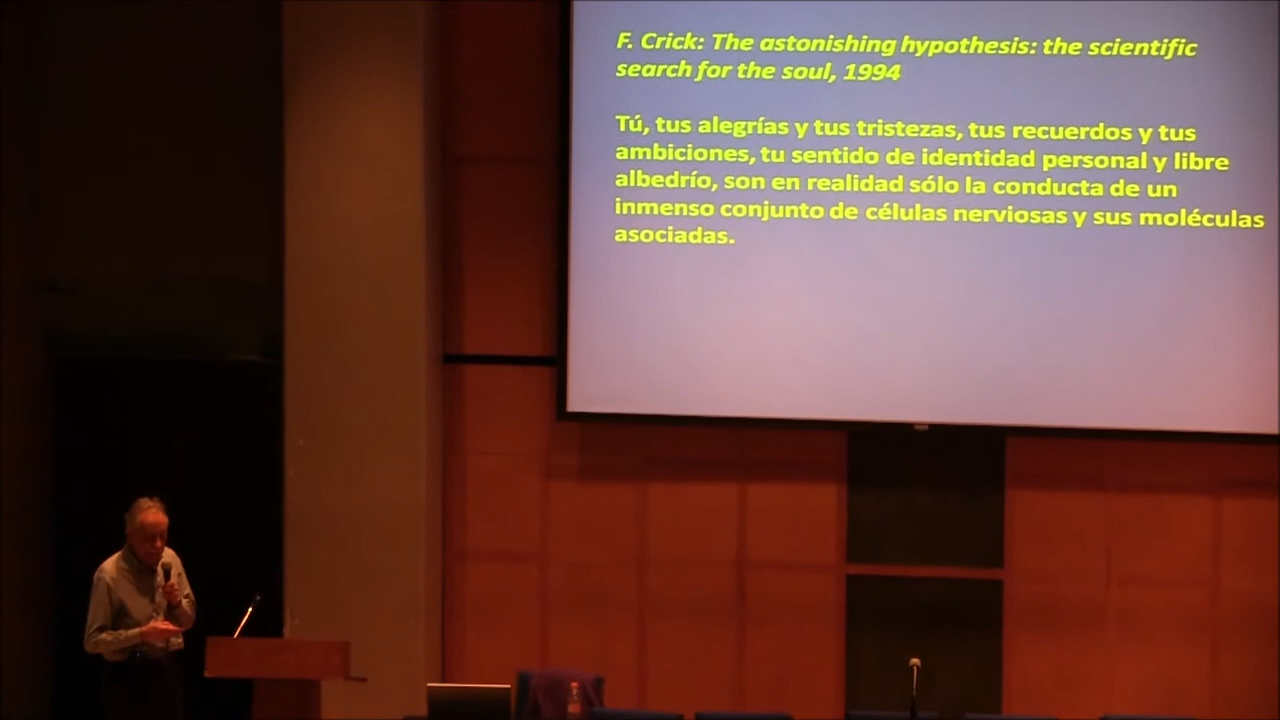 F. Crick: The astonishing hypothesis: the scientific
search for the soul, 1994
Tú, tus alegrías y tus tristezas, tus recuerdos y tus
ambiciones, tu sentido de identidad personal y libre
albedrío, son en realidad sólo la conducta de un
inmenso conjunto de células nerviosas y sus moléculas
asociadas.